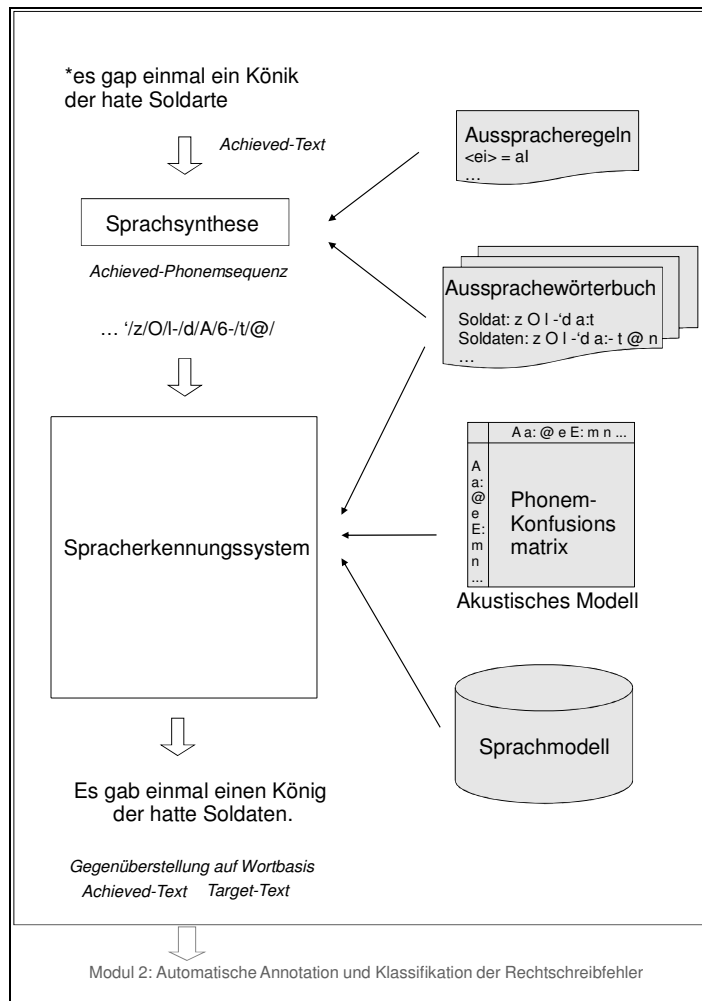 *es gap einmal ein Könik
der hate Soldarte
Achieved-Text
Ausspracheregeln
<ei> = aI
...
Sprachsynthese
Achieved-Phonemsequenz
Aussprachewörterbuch
Soldat: z O l -‘d a:t
Soldaten: z O l -‘d a:- t @ n
...
... ‘/z/O/l-/d/A/6-/t/@/
A a: @ e E: m n ...
A
a:
@
e
E:
m
n
...
Phonem-
Konfusions
matrix
Akustisches Modell
Spracherkennungssystem
Sprachmodell
Es gab einmal einen König
der hatte Soldaten.
Gegenüberstellung auf Wortbasis
Achieved-Text Target-Text
Modul 2: Automatische Annotation und Klassifikation der Rechtschreibfehler